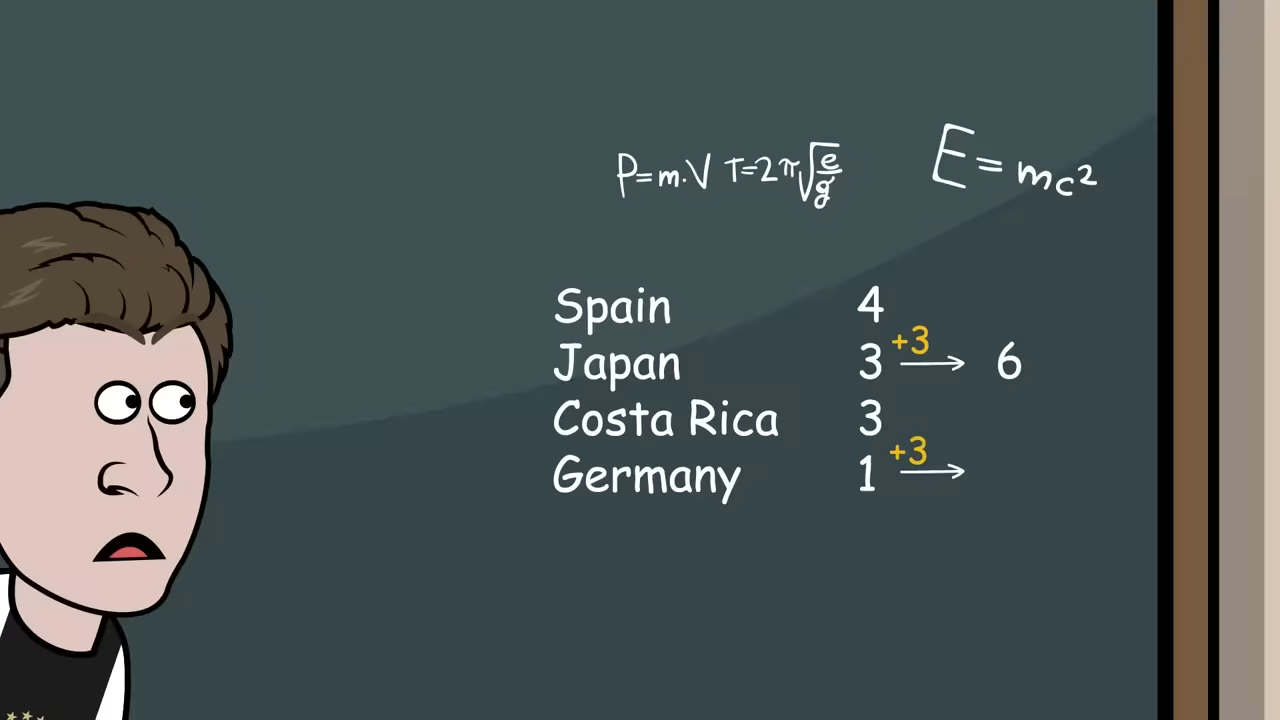 P=m.V T=2π√e/g E=mc²
Spain 4
Japan 3 +3 → 6
Costa Rica 3
Germany 1 +3 →